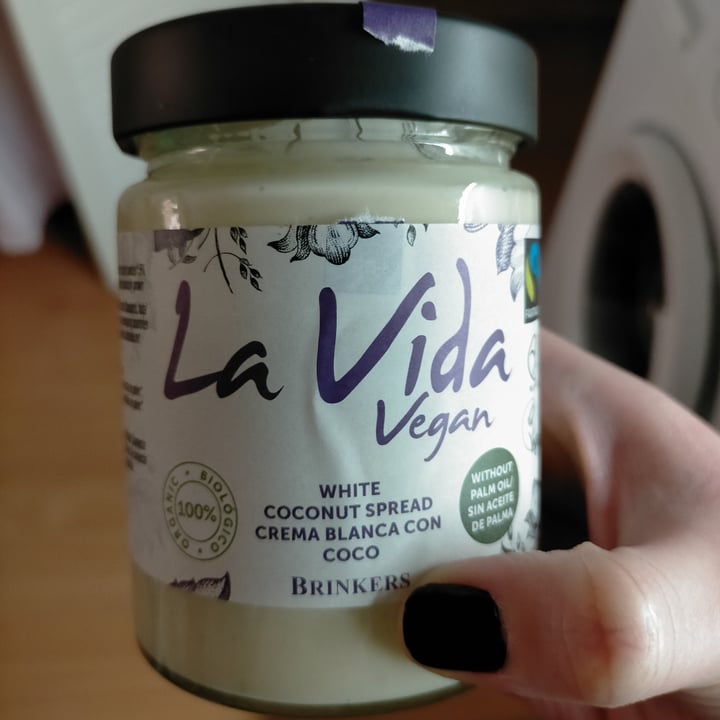 La Vida
Vegan
ORGANIC • BIOLÓGICO •
100%
WHITE
COCONUT SPREAD
CREMA BLANCA CON
COCO
BRINKERS
WITHOUT
PALM OIL/
SIN ACEITE
DE PALMA